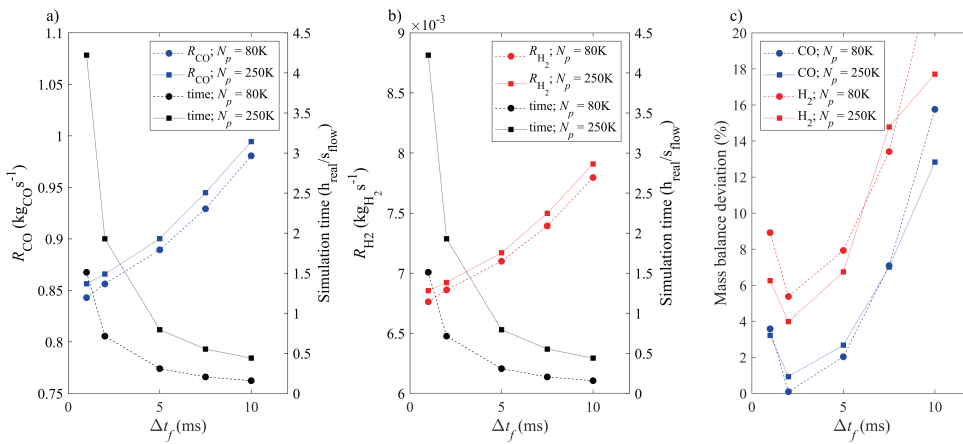 a)
1.1
1.05
1
0.95
0.9
0.85
0.8
0.75
R_CO (kg_CO s^-1)
4.5
4
3.5
3
2.5
2
1.5
1
0.5
0
Simulation time (h_real/s_flow)
0 5 10
Δt_f (ms)
R_CO; N_p = 80K
R_CO; N_p = 250K
time; N_p = 80K
time; N_p = 250K
b)
×10^-3
9
8.5
8
7.5
7
6.5
6
R_H2 (kg_H2 s^-1)
4.5
4
3.5
3
2.5
2
1.5
1
0.5
0
Simulation time (h_real/s_flow)
0 5 10
Δt_f (ms)
R_H2; N_p = 80K
R_H2; N_p = 250K
time; N_p = 80K
time; N_p = 250K
c)
20
18
16
14
12
10
8
6
4
2
0
Mass balance deviation (%)
0 5 10
Δt_f (ms)
CO; N_p = 80K
CO; N_p = 250K
H_2; N_p = 80K
H_2; N_p = 250K